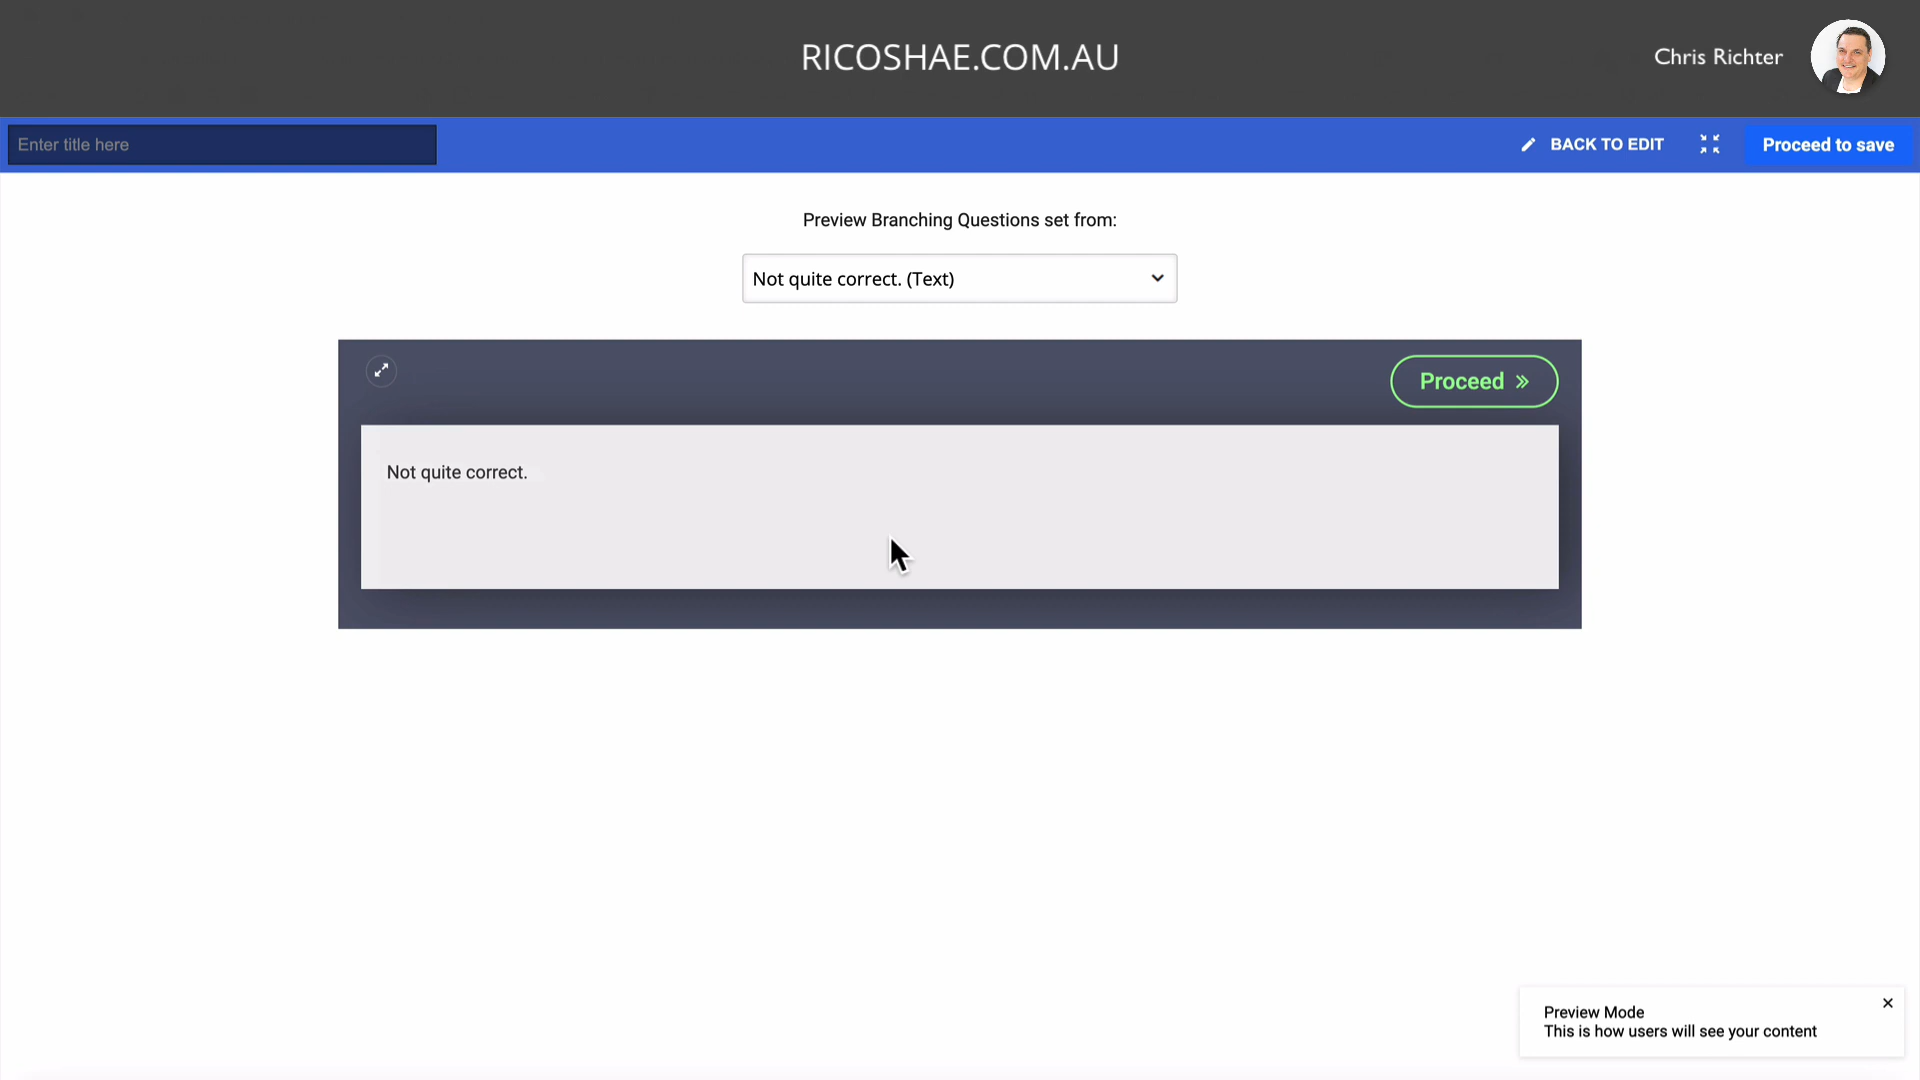 RICOSHAE.COM.AU
Chris Richter
Enter title here
BACK TO EDIT
Proceed to save
Preview Branching Questions set from:
Not quite correct. (Text)
Proceed »
Not quite correct.
Preview Mode
This is how users will see your content